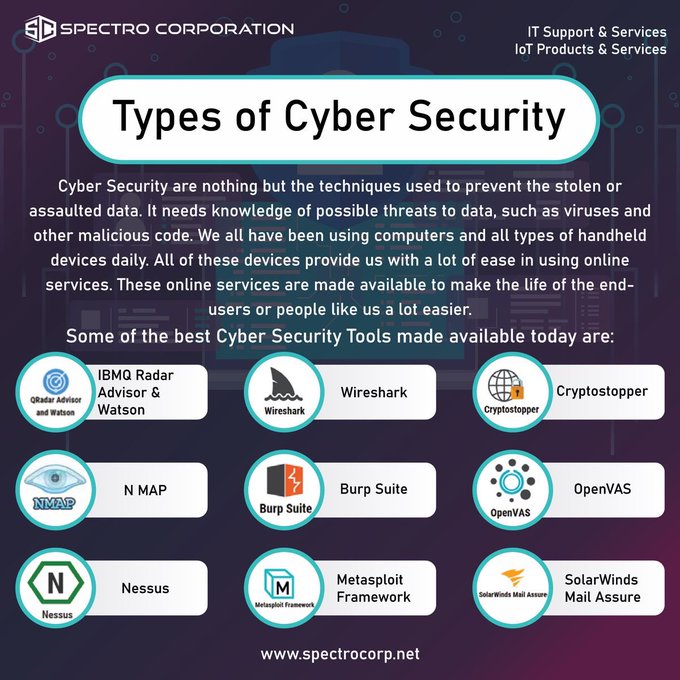 SPECTRO CORPORATION
IT Support & Services
IoT Products & Services
Types of Cyber Security
Cyber Security are nothing but the techniques used to prevent the stolen or
assaulted data. It needs knowledge of possible threats to data, such as viruses and
other malicious code. We all have been using computers and all types of handheld
devices daily. All of these devices provide us with a lot of ease in using online
services. These online services are made available to make the life of the end-
users or people like us a lot easier.
Some of the best Cyber Security Tools made available today are:
QRadar Advisor
and Watson
IBMQ Radar
Advisor &
Watson
Wireshark
Wireshark
Cryptostopper
Cryptostopper
NMAP
N MAP
Burp Suite
Burp Suite
OpenVAS
OpenVAS
N
Nessus
Nessus
M
Metasploit Framework
Metasploit
Framework
SolarWinds Mail Assure
SolarWinds
Mail Assure
www.spectrocorp.net